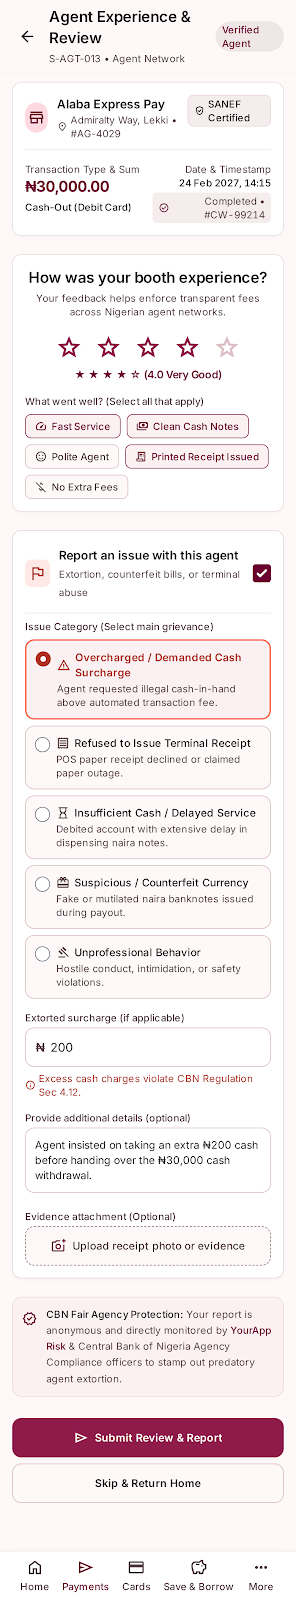 Agent Experience &
Review
S-AGT-013 • Agent Network
Verified
Agent
Alaba Express Pay
Admiralty Way, Lekki •
#AG-4029
SANEF
Certified
Transaction Type & Sum
₦30,000.00
Cash-Out (Debit Card)
Date & Timestamp
24 Feb 2027, 14:15
Completed •
#CW-99214
How was your booth experience?
Your feedback helps enforce transparent fees
across Nigerian agent networks.
★ ★ ★ ★ ☆ (4.0 Very Good)
What went well? (Select all that apply)
Fast Service
Clean Cash Notes
Polite Agent
Printed Receipt Issued
No Extra Fees
Report an issue with this agent
Extortion, counterfeit bills, or terminal
abuse
Issue Category (Select main grievance)
Overcharged / Demanded Cash
Surcharge
Agent requested illegal cash-in-hand
above automated transaction fee.
Refused to Issue Terminal Receipt
POS paper receipt declined or claimed
paper outage.
Insufficient Cash / Delayed Service
Debited account with extensive delay in
dispensing naira notes.
Suspicious / Counterfeit Currency
Fake or mutilated naira banknotes issued
during payout.
Unprofessional Behavior
Hostile conduct, intimidation, or safety
violations.
Extorted surcharge (if applicable)
₦ 200
Excess cash charges violate CBN Regulation
Sec 4.12.
Provide additional details (optional)
Agent insisted on taking an extra ₦200 cash
before handing over the ₦30,000 cash
withdrawal.
Evidence attachment (Optional)
Upload receipt photo or evidence
CBN Fair Agency Protection: Your report is
anonymous and directly monitored by YourApp
Risk & Central Bank of Nigeria Agency
Compliance officers to stamp out predatory
agent extortion.
Submit Review & Report
Skip & Return Home
Home
Payments
Cards
Save & Borrow
More